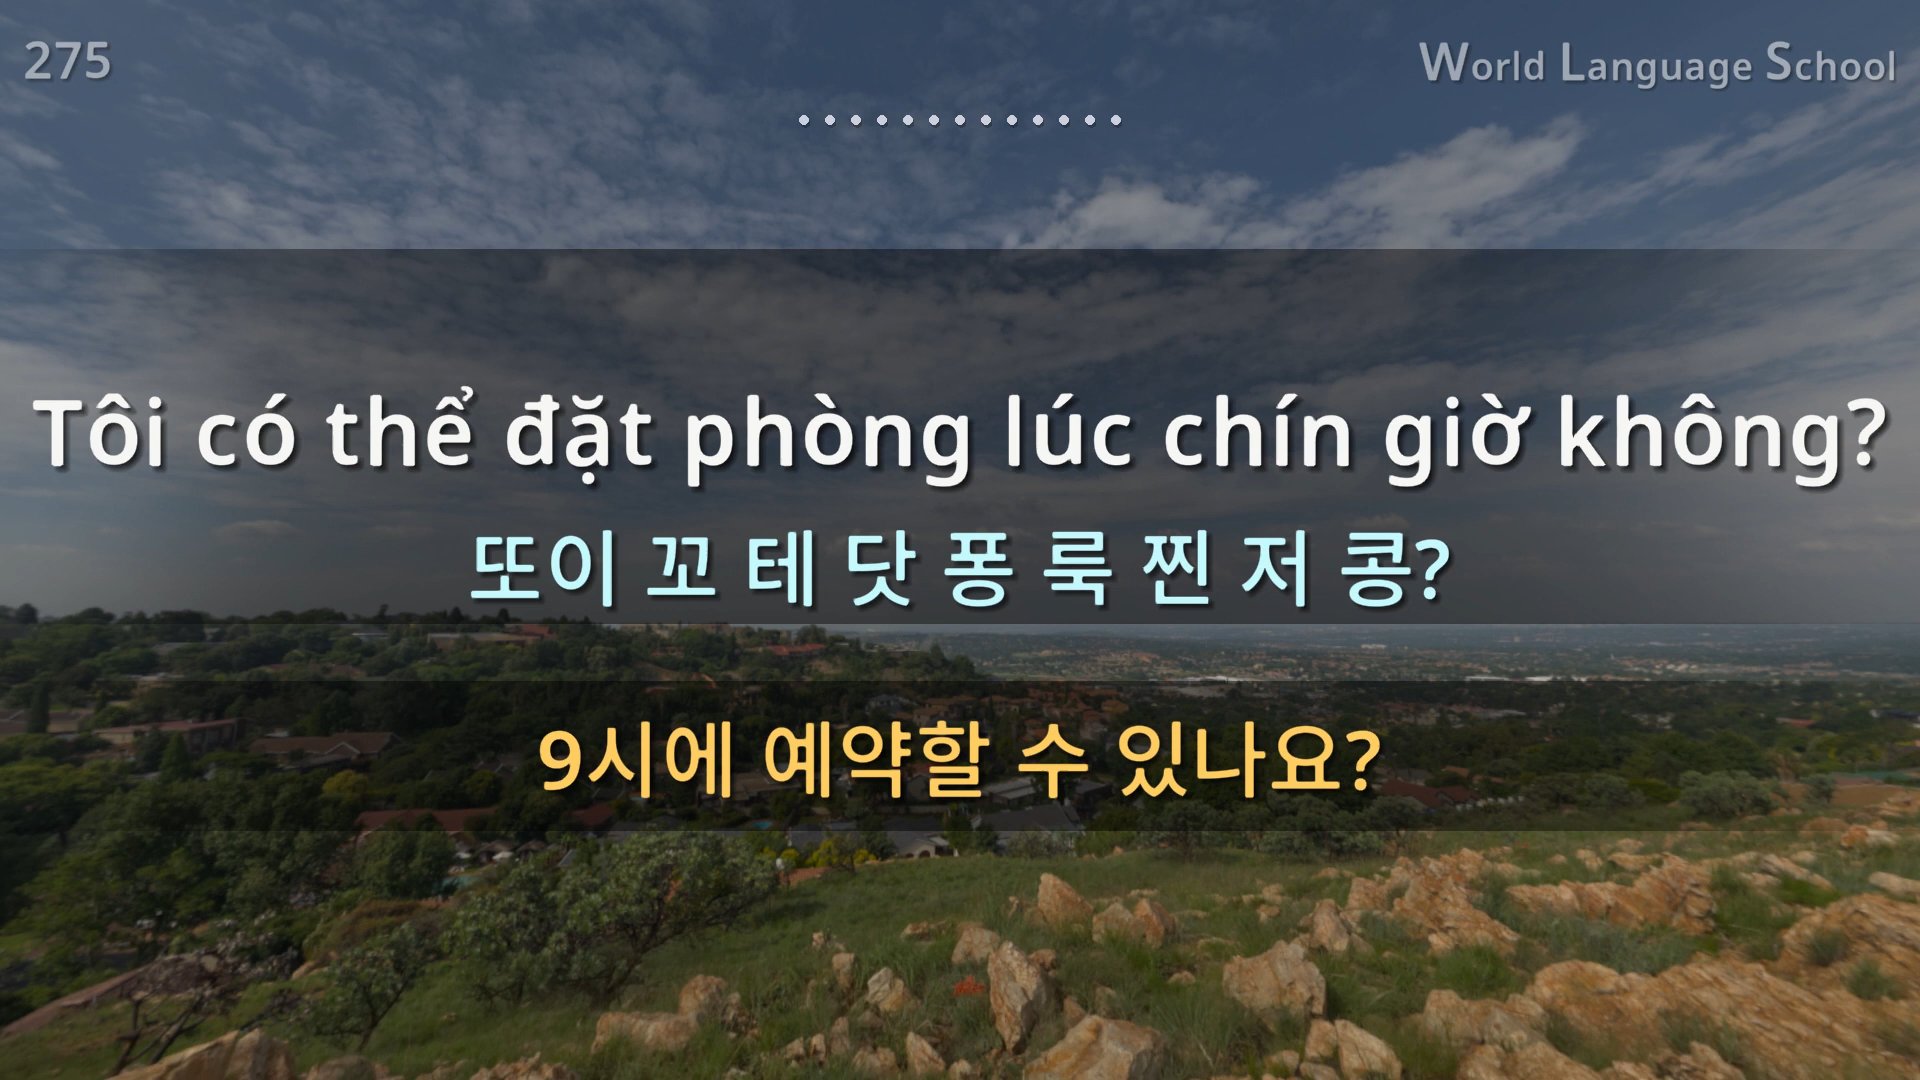 275
World Language School
Tôi có thể đặt phòng lúc chín giờ không?
또이 꼬 테 닷 퐁 룩 찐 저 콩?
9시에 예약할 수 있나요?